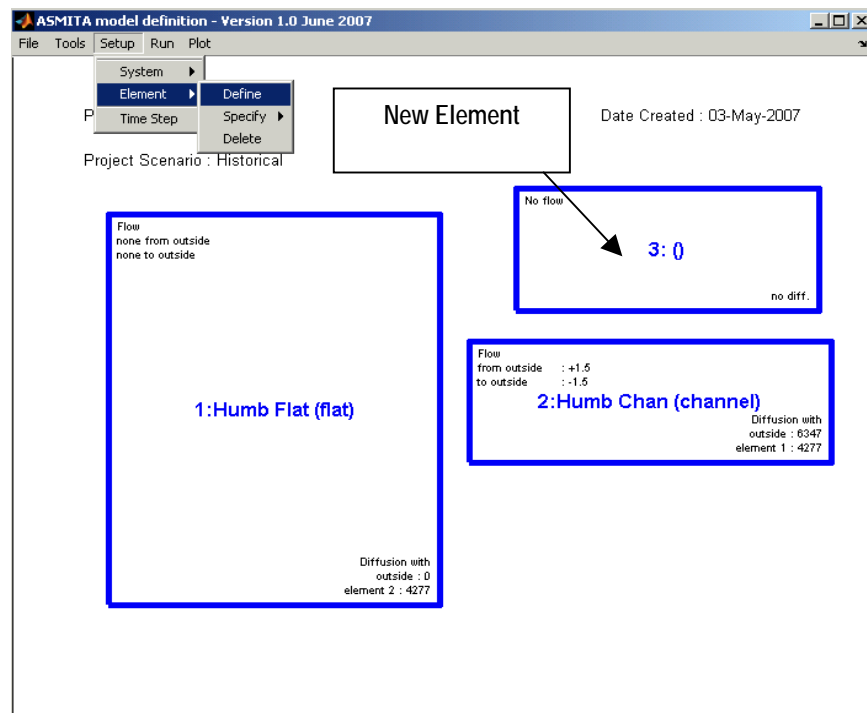 ASMITA model definition - Version 1.0 June 2007
File Tools Setup Run Plot
System
Element
Time Step
Define
Specify
Delete
P
New Element
Date Created : 03-May-2007
Project Scenario : Historical
No flow
3: ()
no diff.
Flow
none from outside
none to outside
1:Humb Flat (flat)
Diffusion with
outside : 0
element 2 : 4277
Flow
from outside : +1.5
to outside : -1.5
2:Humb Chan (channel)
Diffusion with
outside : 6347
element 1 : 4277